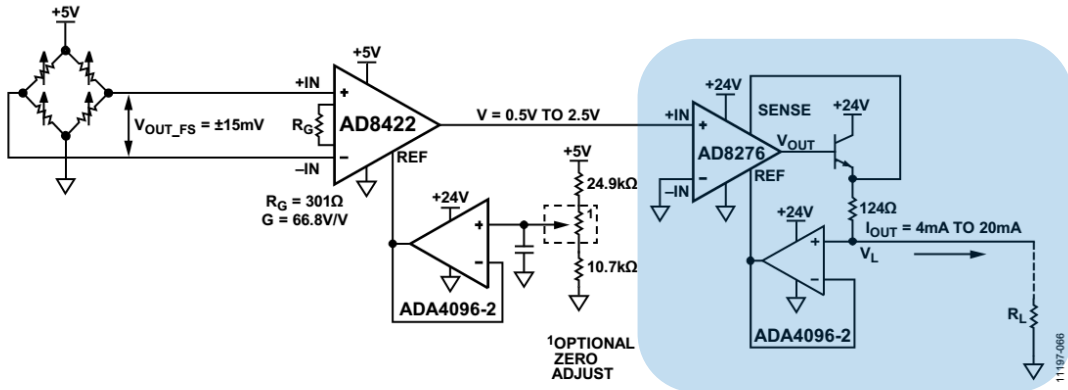 +5V
V_OUT_FS = ±15mV
+IN
–IN
+5V
R_G
AD8422
REF
R_G = 301Ω
G = 66.8V/V
V = 0.5V TO 2.5V
+24V
ADA4096-2
+5V
24.9kΩ
1
10.7kΩ
¹OPTIONAL
ZERO
ADJUST
+IN
–IN
+24V
AD8276
SENSE
V_OUT
REF
+24V
124Ω
I_OUT = 4mA TO 20mA
V_L
+24V
ADA4096-2
R_L
11197-066